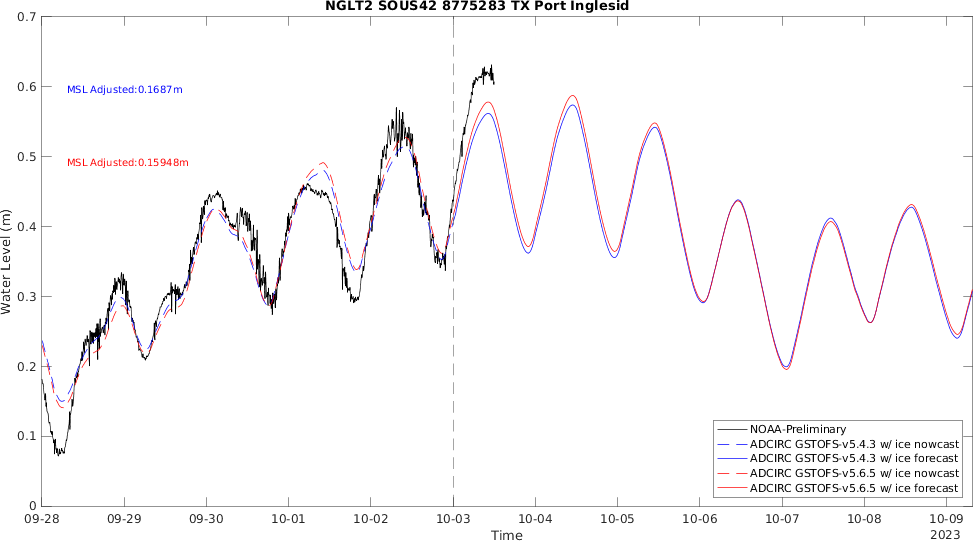 NGLT2 SOUS42 8775283 TX Port Inglesid
0.7
0.6
0.5
0.4
0.3
0.2
0.1
0
Water Level (m)
MSL Adjusted:0.1687m
MSL Adjusted:0.15948m
NOAA-Preliminary
ADCIRC GSTOFS-v5.4.3 w/ ice nowcast
ADCIRC GSTOFS-v5.4.3 w/ ice forecast
ADCIRC GSTOFS-v5.6.5 w/ ice nowcast
ADCIRC GSTOFS-v5.6.5 w/ ice forecast
09-28 09-29 09-30 10-01 10-02 10-03 10-04 10-05 10-06 10-07 10-08 10-09
2023
Time